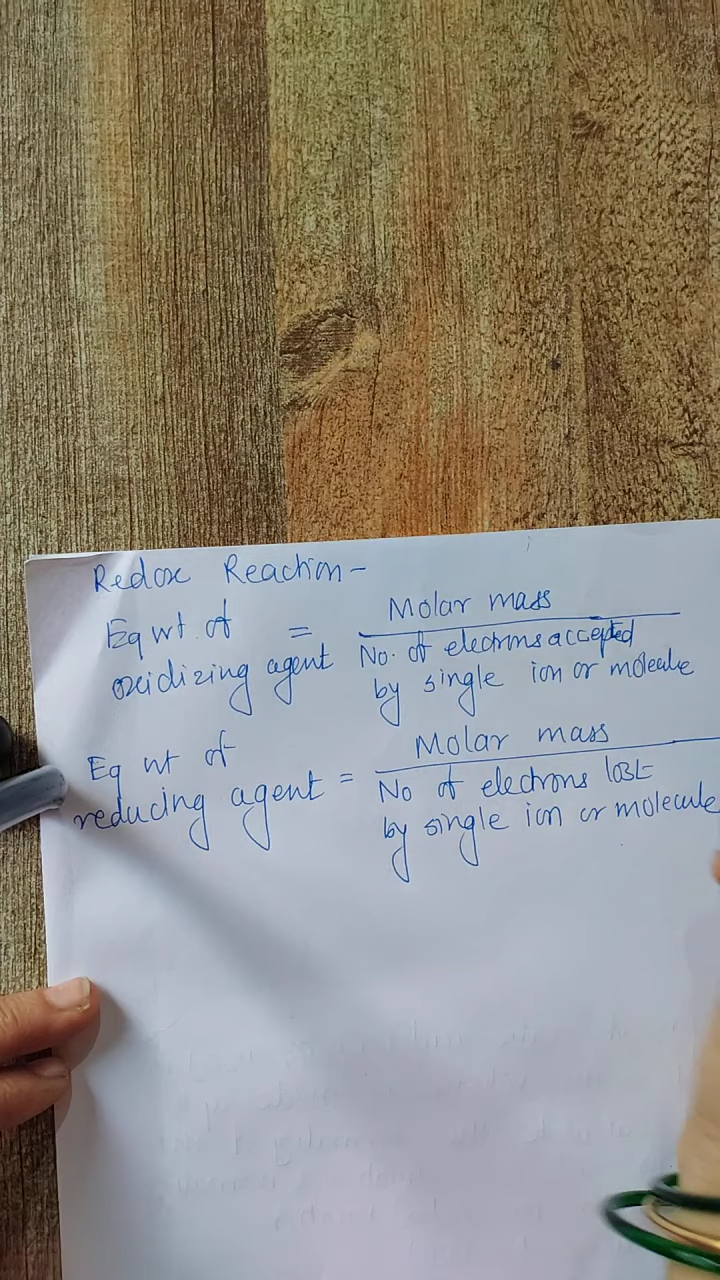 Redox Reaction -
Eq wt. of
oxidizing agent
=
Molar mass
No. of electrons accepted
by single ion or molecule
Eq wt of
reducing agent =
Molar mass
No of electrons lost
by single ion or molecule